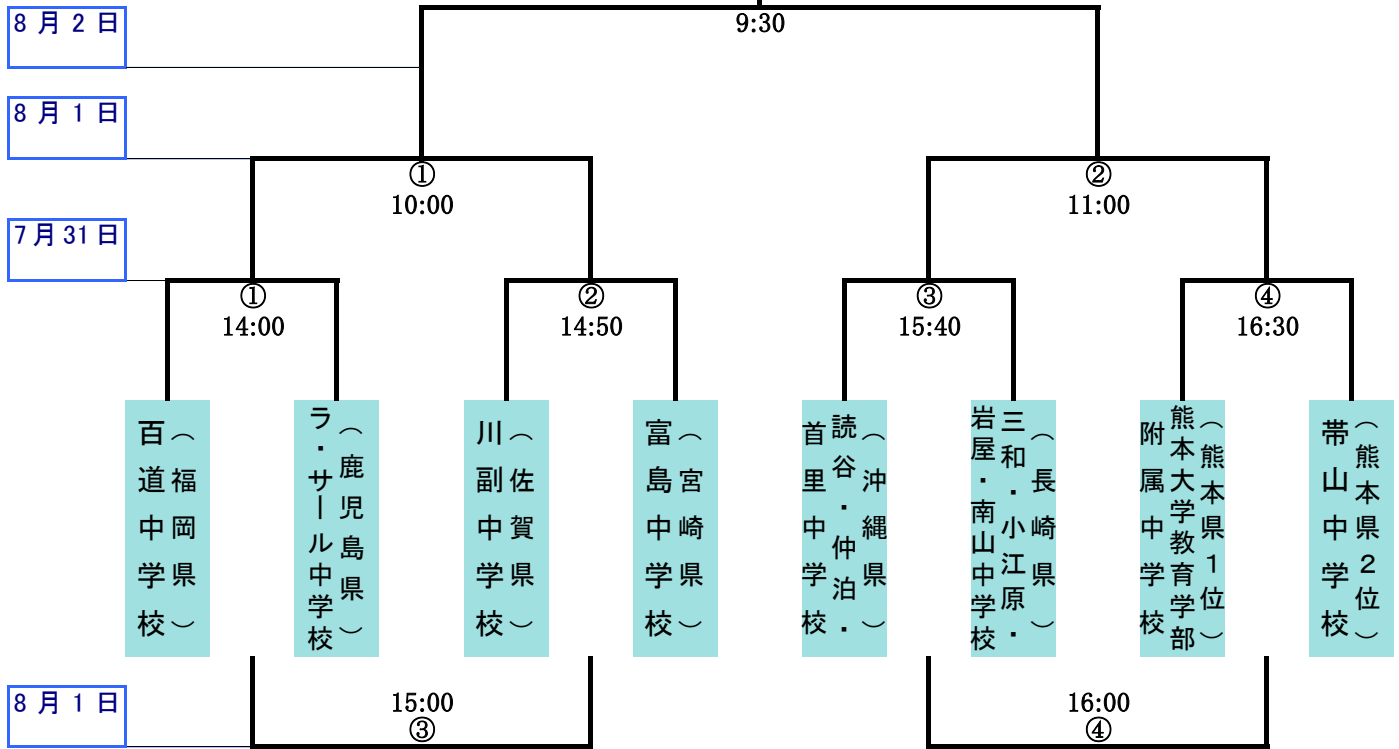 8月2日
9:30
8月1日
①
10:00
②
11:00
7月31日
①
14:00
②
14:50
③
15:40
④
16:30
百道中学校
（福岡県）
ラ・サール中学校
（鹿児島県）
川副中学校
（佐賀県）
富島中学校
（宮崎県）
（沖縄県）
読谷・仲泊・
首里中学校
（長崎県）
三和・小江原・
岩屋・南山中学校
（熊本県1位）
熊本大学教育学部
附属中学校
帯山中学校
（熊本県2位）
8月1日
15:00
③
16:00
④